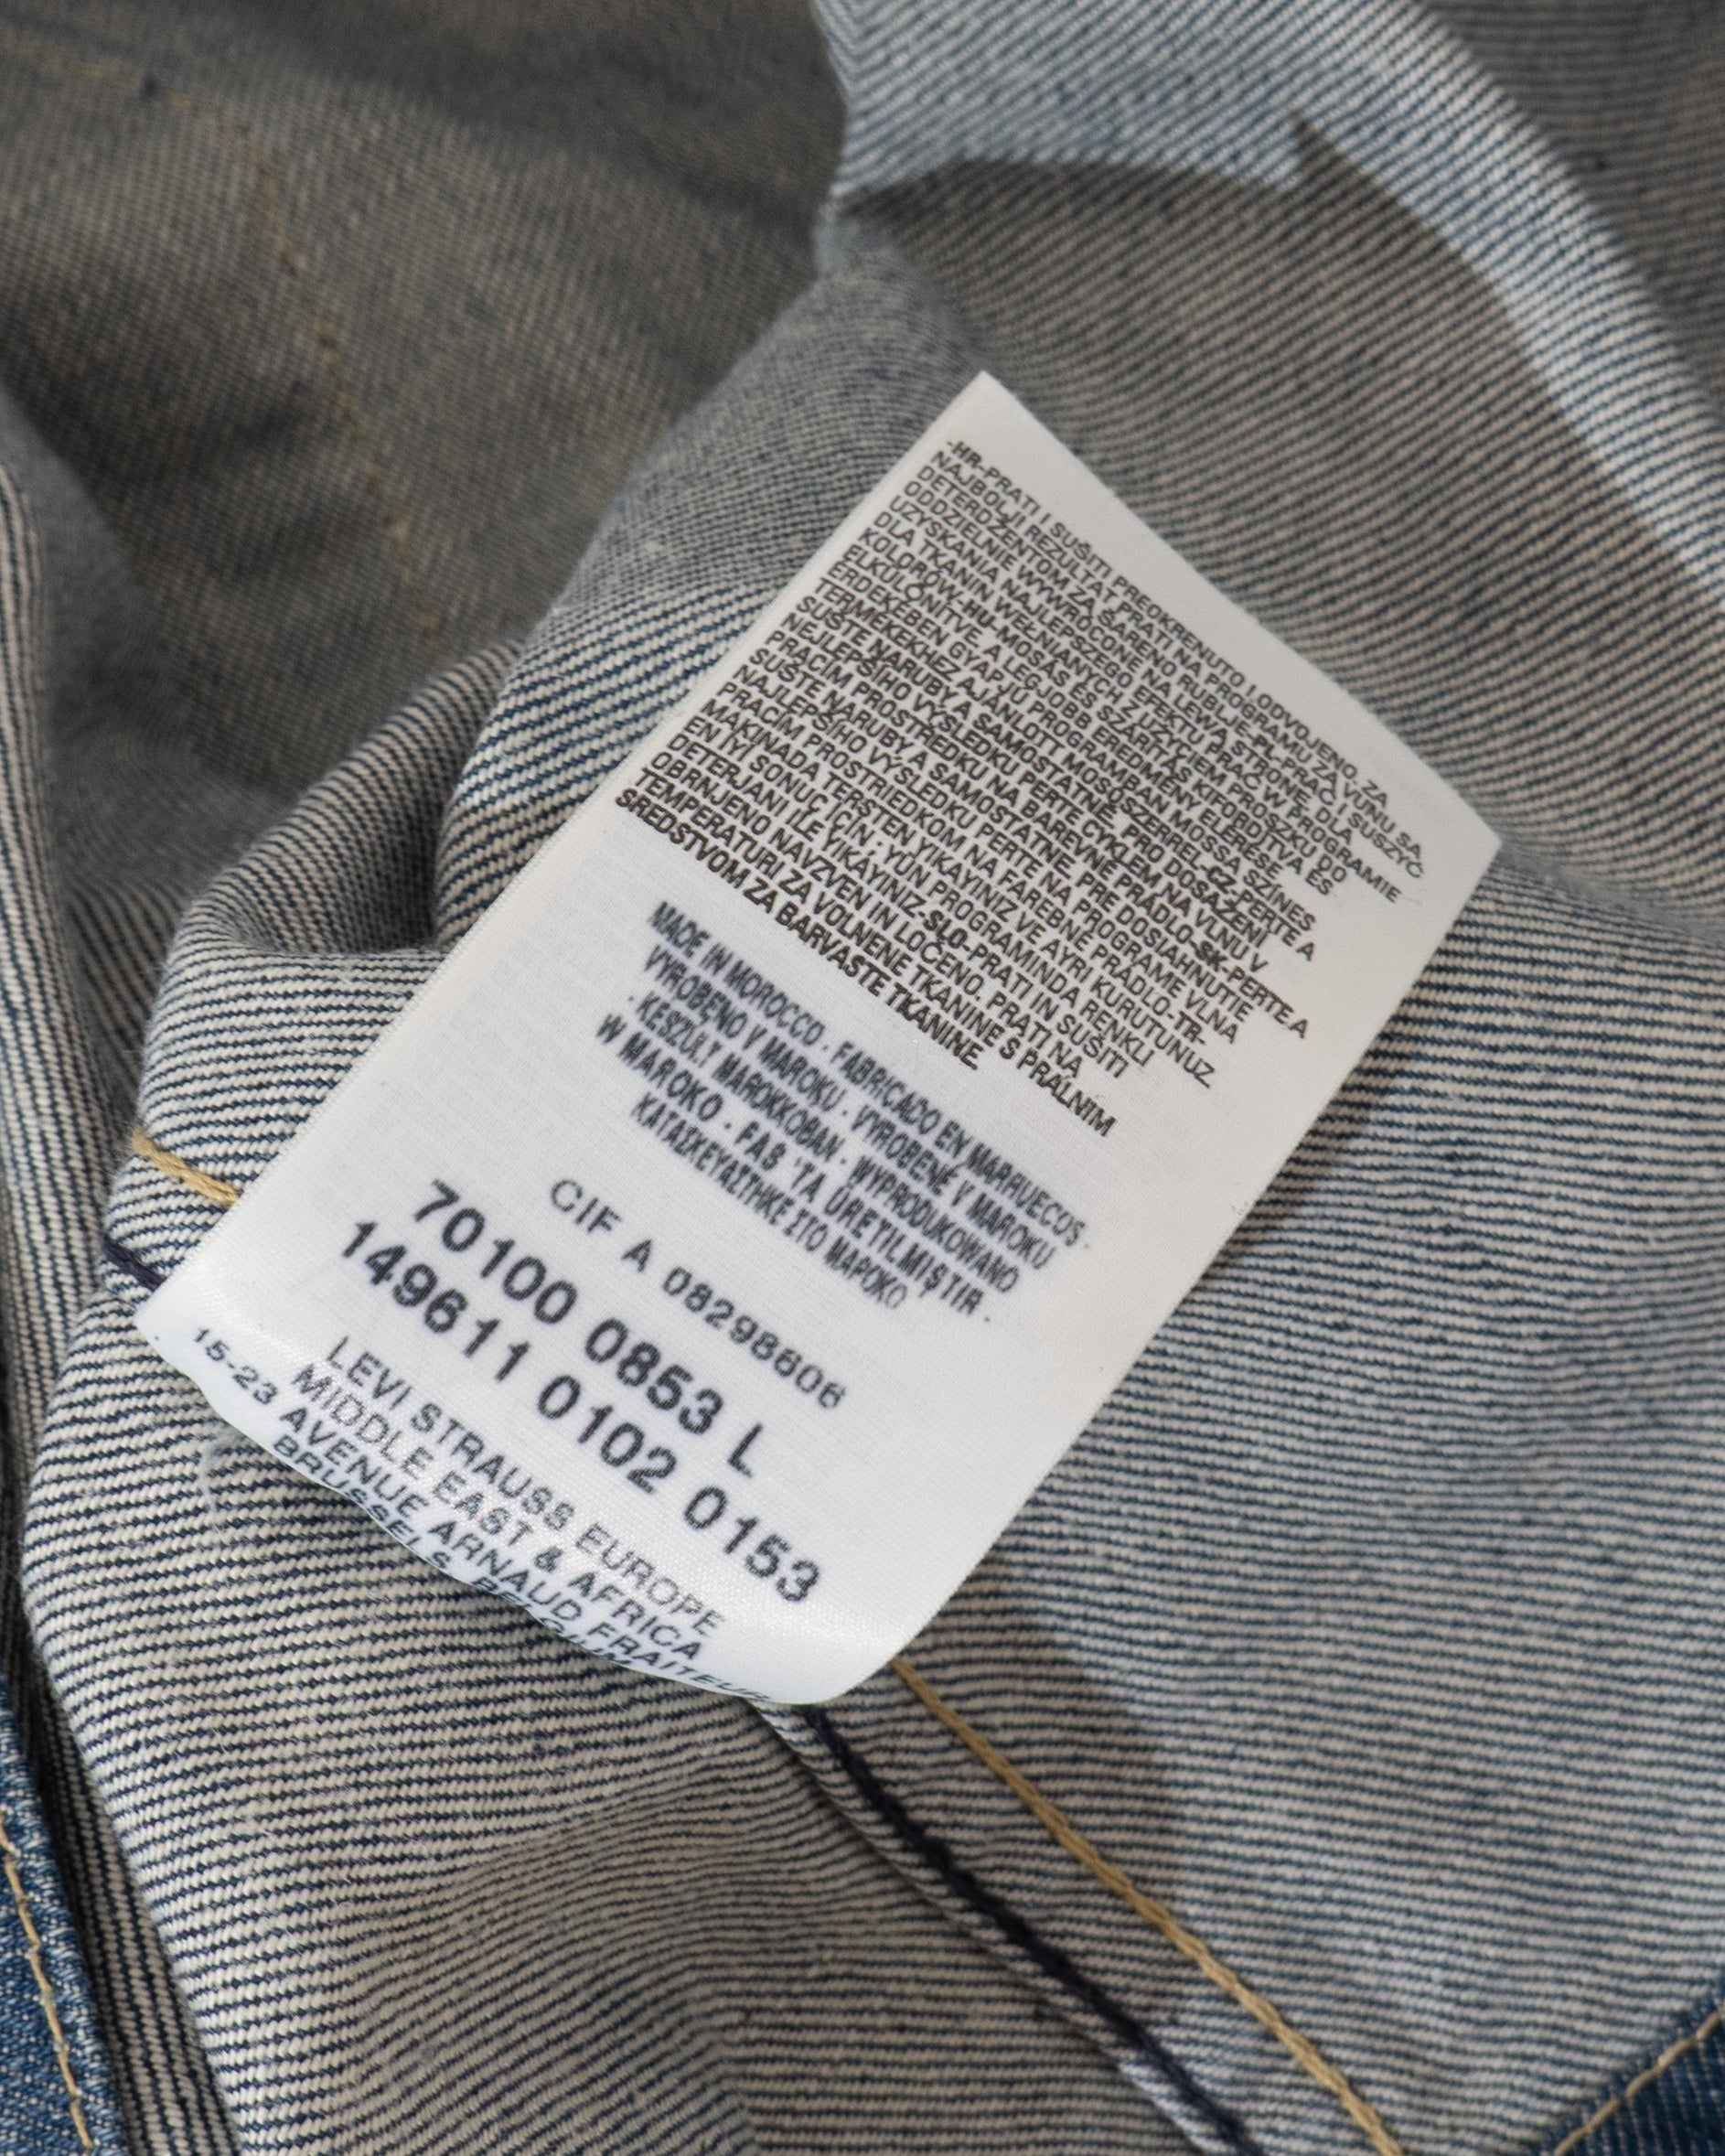 -HR-PRATI I SUŠITI PREOKRENUTO I ODVOJENO. ZA
NAJBOLJI REZULTAT PRATI NA PROGRAMU ZA VUNU SA
DETERDŽENTOM ZA ŠARENO RUBLJE-PL-PRAĆ I SUSZYĆ
ODDZIELNIE WYWRÓCONE NA LEWĄ STRONĘ, DLA
UZYSKANIA NAJLEPSZEGO EFEKTU PRAĆ W PROGRAMIE
DLA TKANIN WEŁNIANYCH Z UŻYCIEM PROSZKU DO
KOLORÓW-HU-MOSÁS ÉS SZÁRÍTÁS KIFORDÍTVA ÉS
ELKÜLÖNÍTVE. A LEGJOBB EREDMÉNY ELÉRÉSE
ÉRDEKÉBEN GYAPJÚ PROGRAMBAN MOSSA, SZÍNES
TERMÉKEKHEZ AJÁNLOTT MOSÓSZERREL-CZ-PERTE A
SUŠTE NARUBY A SAMOSTATNĚ, PRO DOSAŽENÍ
NEJLEPŠÍHO VÝSLEDKU PERTE CYKLEM NA VLNU V
PRACÍM PROSTŘEDKU NA BAREVNÉ PRÁDLO-SK-PERTE A
SUŠTE NARUBY A SAMOSTATNE, PRE DOSIAHNUTIE
NAJLEPŠIEHO VÝSLEDKU PERTE NA PROGRAME VLNA
PRACÍM PROSTRIEDKOM NA FAREBNÉ PRÁDLO-TR-
MAKİNADA TERSTEN YIKAYINIZ VE AYRI KURUTUNUZ.
EN İYİ SONUÇ İÇİN ; YÜN PROGRAMINDA RENKLİ
DETERJANI İLE YIKAYINIZ-SLO-PRATI IN SUŠITI
OBRNJENO NAVZVEN IN LOČENO. PRATI NA
TEMPERATURI ZA VOLNENE TKANINE S PRALNIM
SREDSTVOM ZA BARVASTE TKANINE.
MADE IN MOROCCO · FABRICADO EN MARRUECOS ·
VYROBENO V MAROKU · VYROBENÉ V MAROKU
· KESZULT MAROKKOBAN · WYPRODUKOWANO
W MAROKO · FAS 'TA ÜRETILMIŞTIR ·
ΚΑΤΑΣΚΕΥΑΣΤΗΚΕ ΣΤΟ ΜΑΡΟΚΟ
CIF A 08298606
70100 0853 L
149611 0102 0153
LEVI STRAUSS EUROPE
MIDDLE EAST & AFRICA
15-23 AVENUE ARNAUD FRAITEUR
BRUSSELS BELGIUM